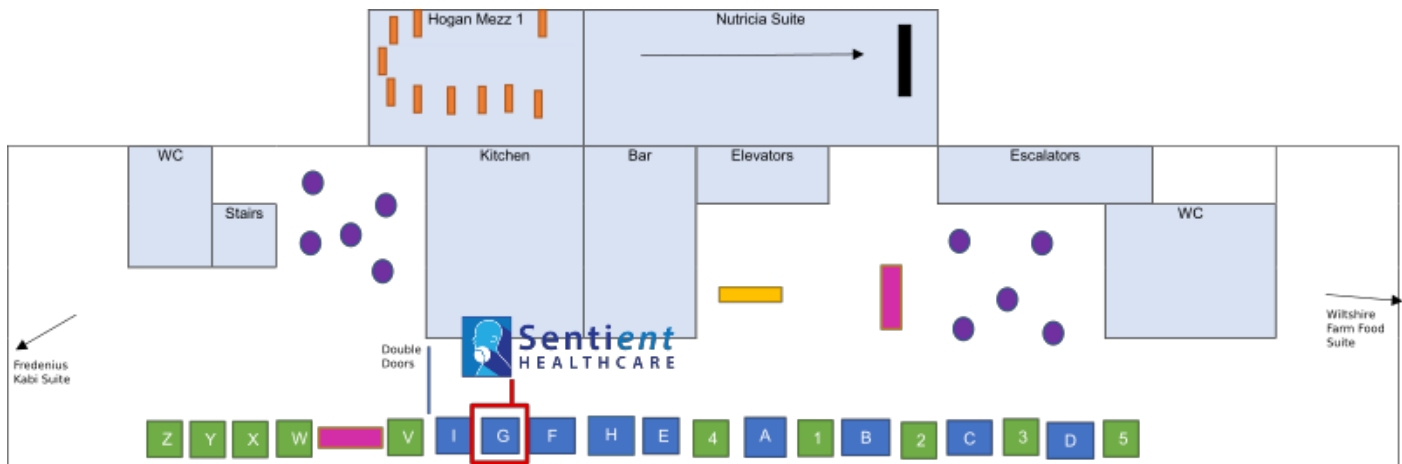 Hogan Mezz 1
Nutricia Suite
WC
Kitchen
Bar
Elevators
Escalators
Stairs
WC
Fredenius
Kabi Suite
Double
Doors
Sentient
HEALTHCARE
Wiltshire
Farm Food
Suite
Z Y X W V I G F H E 4 A 1 B 2 C 3 D 5